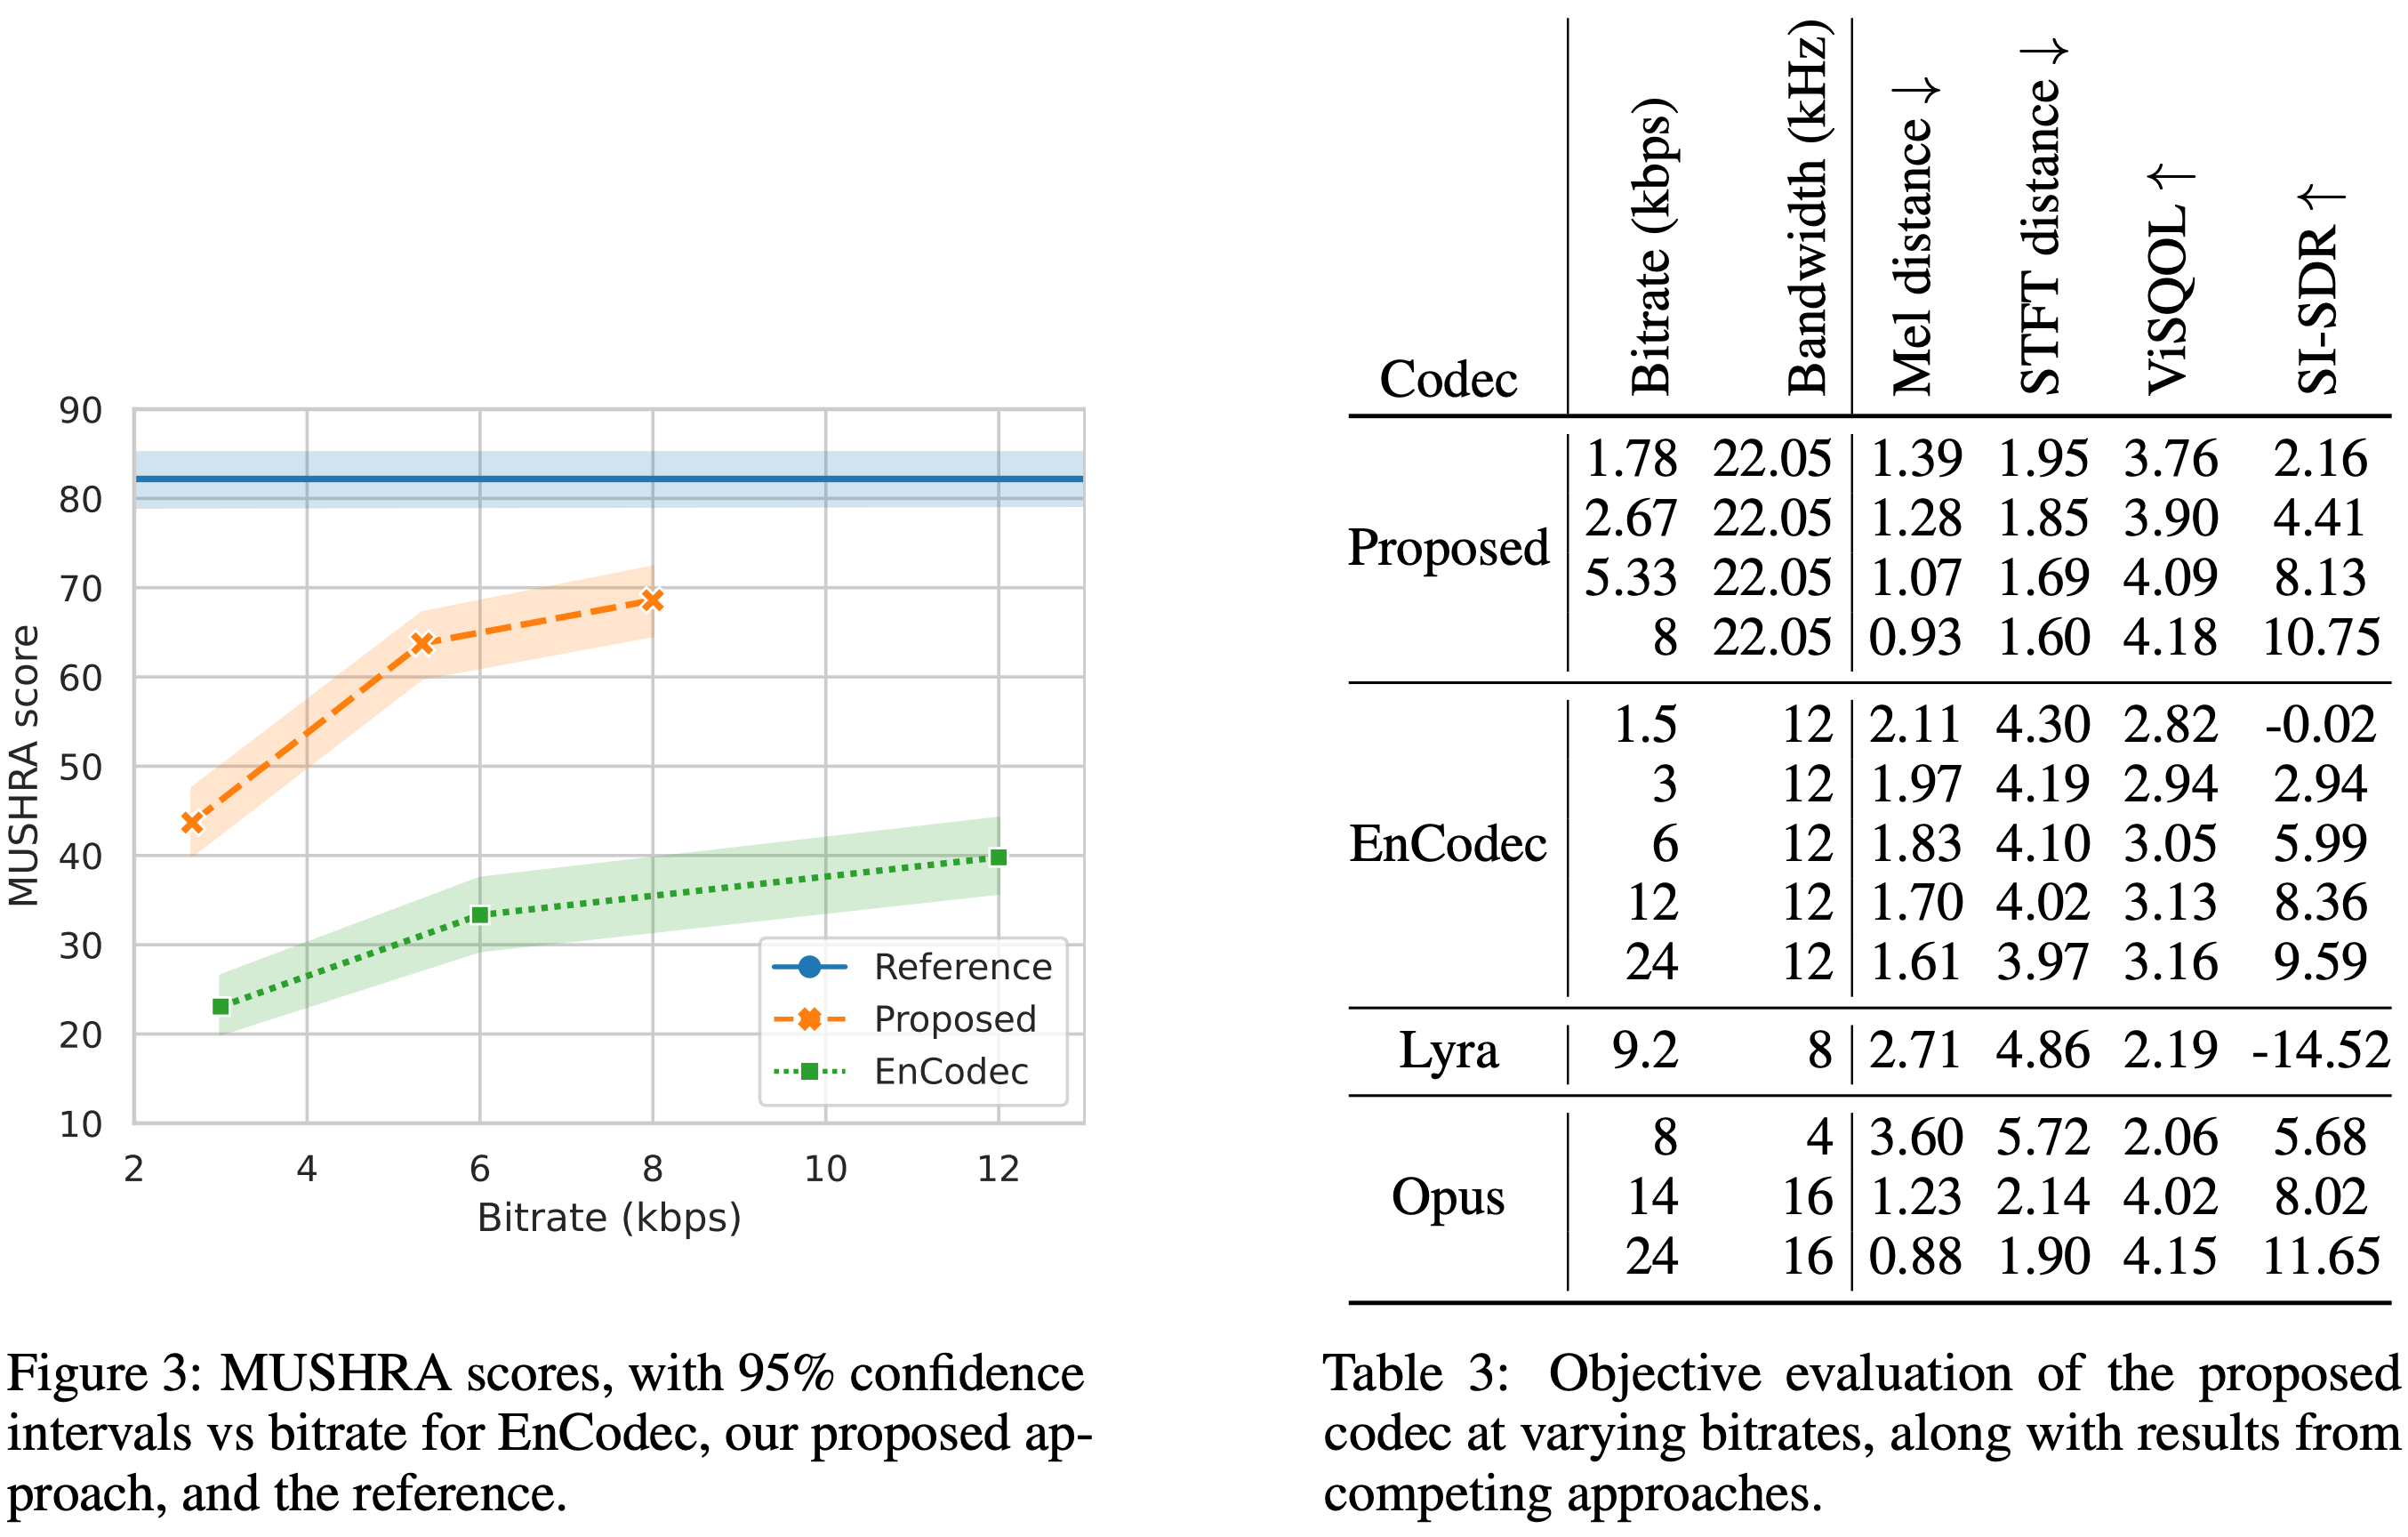 90
80
70
60
50
40
30
20
10
MUSHRA score
Reference
Proposed
EnCodec
2 4 6 8 10 12
Bitrate (kbps)
Figure 3: MUSHRA scores, with 95% confidence
intervals vs bitrate for EnCodec, our proposed ap-
proach, and the reference.
Codec Bitrate (kbps) Bandwidth (kHz) Mel distance ↓ STFT distance ↓ ViSQOL ↑ SI-SDR ↑
Proposed
1.78 22.05 1.39 1.95 3.76 2.16
2.67 22.05 1.28 1.85 3.90 4.41
5.33 22.05 1.07 1.69 4.09 8.13
8 22.05 0.93 1.60 4.18 10.75
EnCodec
1.5 12 2.11 4.30 2.82 -0.02
3 12 1.97 4.19 2.94 2.94
6 12 1.83 4.10 3.05 5.99
12 12 1.70 4.02 3.13 8.36
24 12 1.61 3.97 3.16 9.59
Lyra 9.2 8 2.71 4.86 2.19 -14.52
Opus
8 4 3.60 5.72 2.06 5.68
14 16 1.23 2.14 4.02 8.02
24 16 0.88 1.90 4.15 11.65
Table 3: Objective evaluation of the proposed
codec at varying bitrates, along with results from
competing approaches.